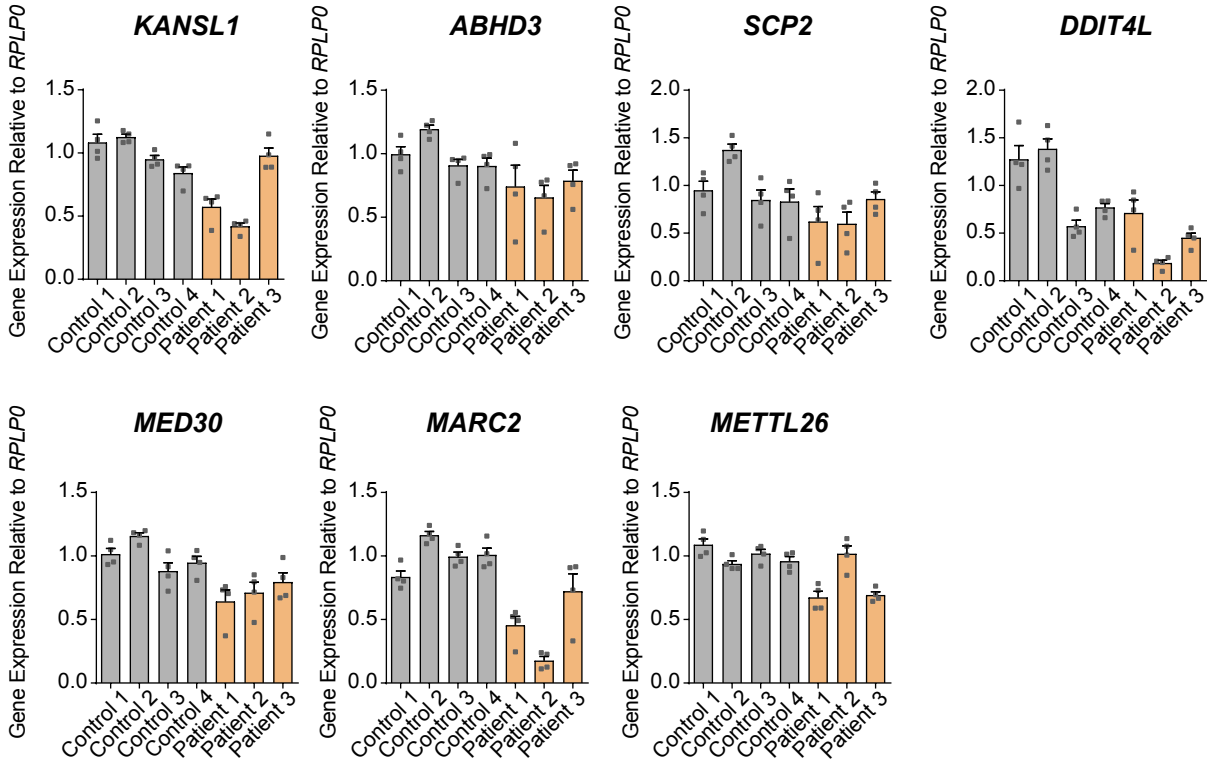 KANSL1
Gene Expression Relative to RPLP0
1.5
1.0
0.5
0.0
Control 1
Control 2
Control 3
Control 4
Patient 1
Patient 2
Patient 3
ABHD3
Gene Expression Relative to RPLP0
1.5
1.0
0.5
0.0
Control 1
Control 2
Control 3
Control 4
Patient 1
Patient 2
Patient 3
SCP2
Gene Expression Relative to RPLP0
2.0
1.5
1.0
0.5
0.0
Control 1
Control 2
Control 3
Control 4
Patient 1
Patient 2
Patient 3
DDIT4L
Gene Expression Relative to RPLP0
2.0
1.5
1.0
0.5
0.0
Control 1
Control 2
Control 3
Control 4
Patient 1
Patient 2
Patient 3
MED30
Gene Expression Relative to RPLP0
1.5
1.0
0.5
0.0
Control 1
Control 2
Control 3
Control 4
Patient 1
Patient 2
Patient 3
MARC2
Gene Expression Relative to RPLP0
1.5
1.0
0.5
0.0
Control 1
Control 2
Control 3
Control 4
Patient 1
Patient 2
Patient 3
METTL26
Gene Expression Relative to RPLP0
1.5
1.0
0.5
0.0
Control 1
Control 2
Control 3
Control 4
Patient 1
Patient 2
Patient 3